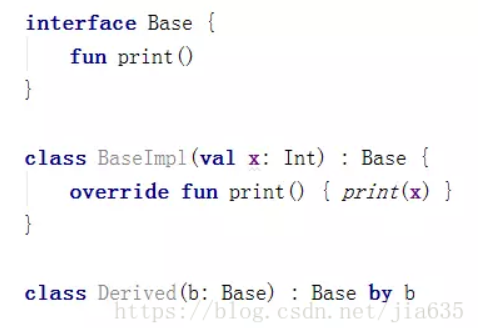 interface Base {
    fun print()
}
class BaseImpl(val x: Int) : Base {
    override fun print() { print(x) }
}
class Derived(b: Base) : Base by b
https://blog.csdn.net/jia635